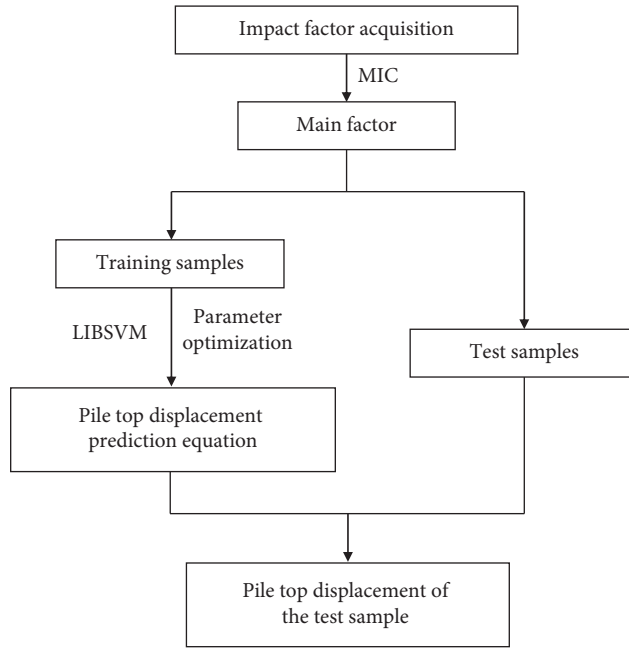 Impact factor acquisition
MIC
Main factor
Training samples
LIBSVM
Parameter
optimization
Test samples
Pile top displacement
prediction equation
Pile top displacement of
the test sample